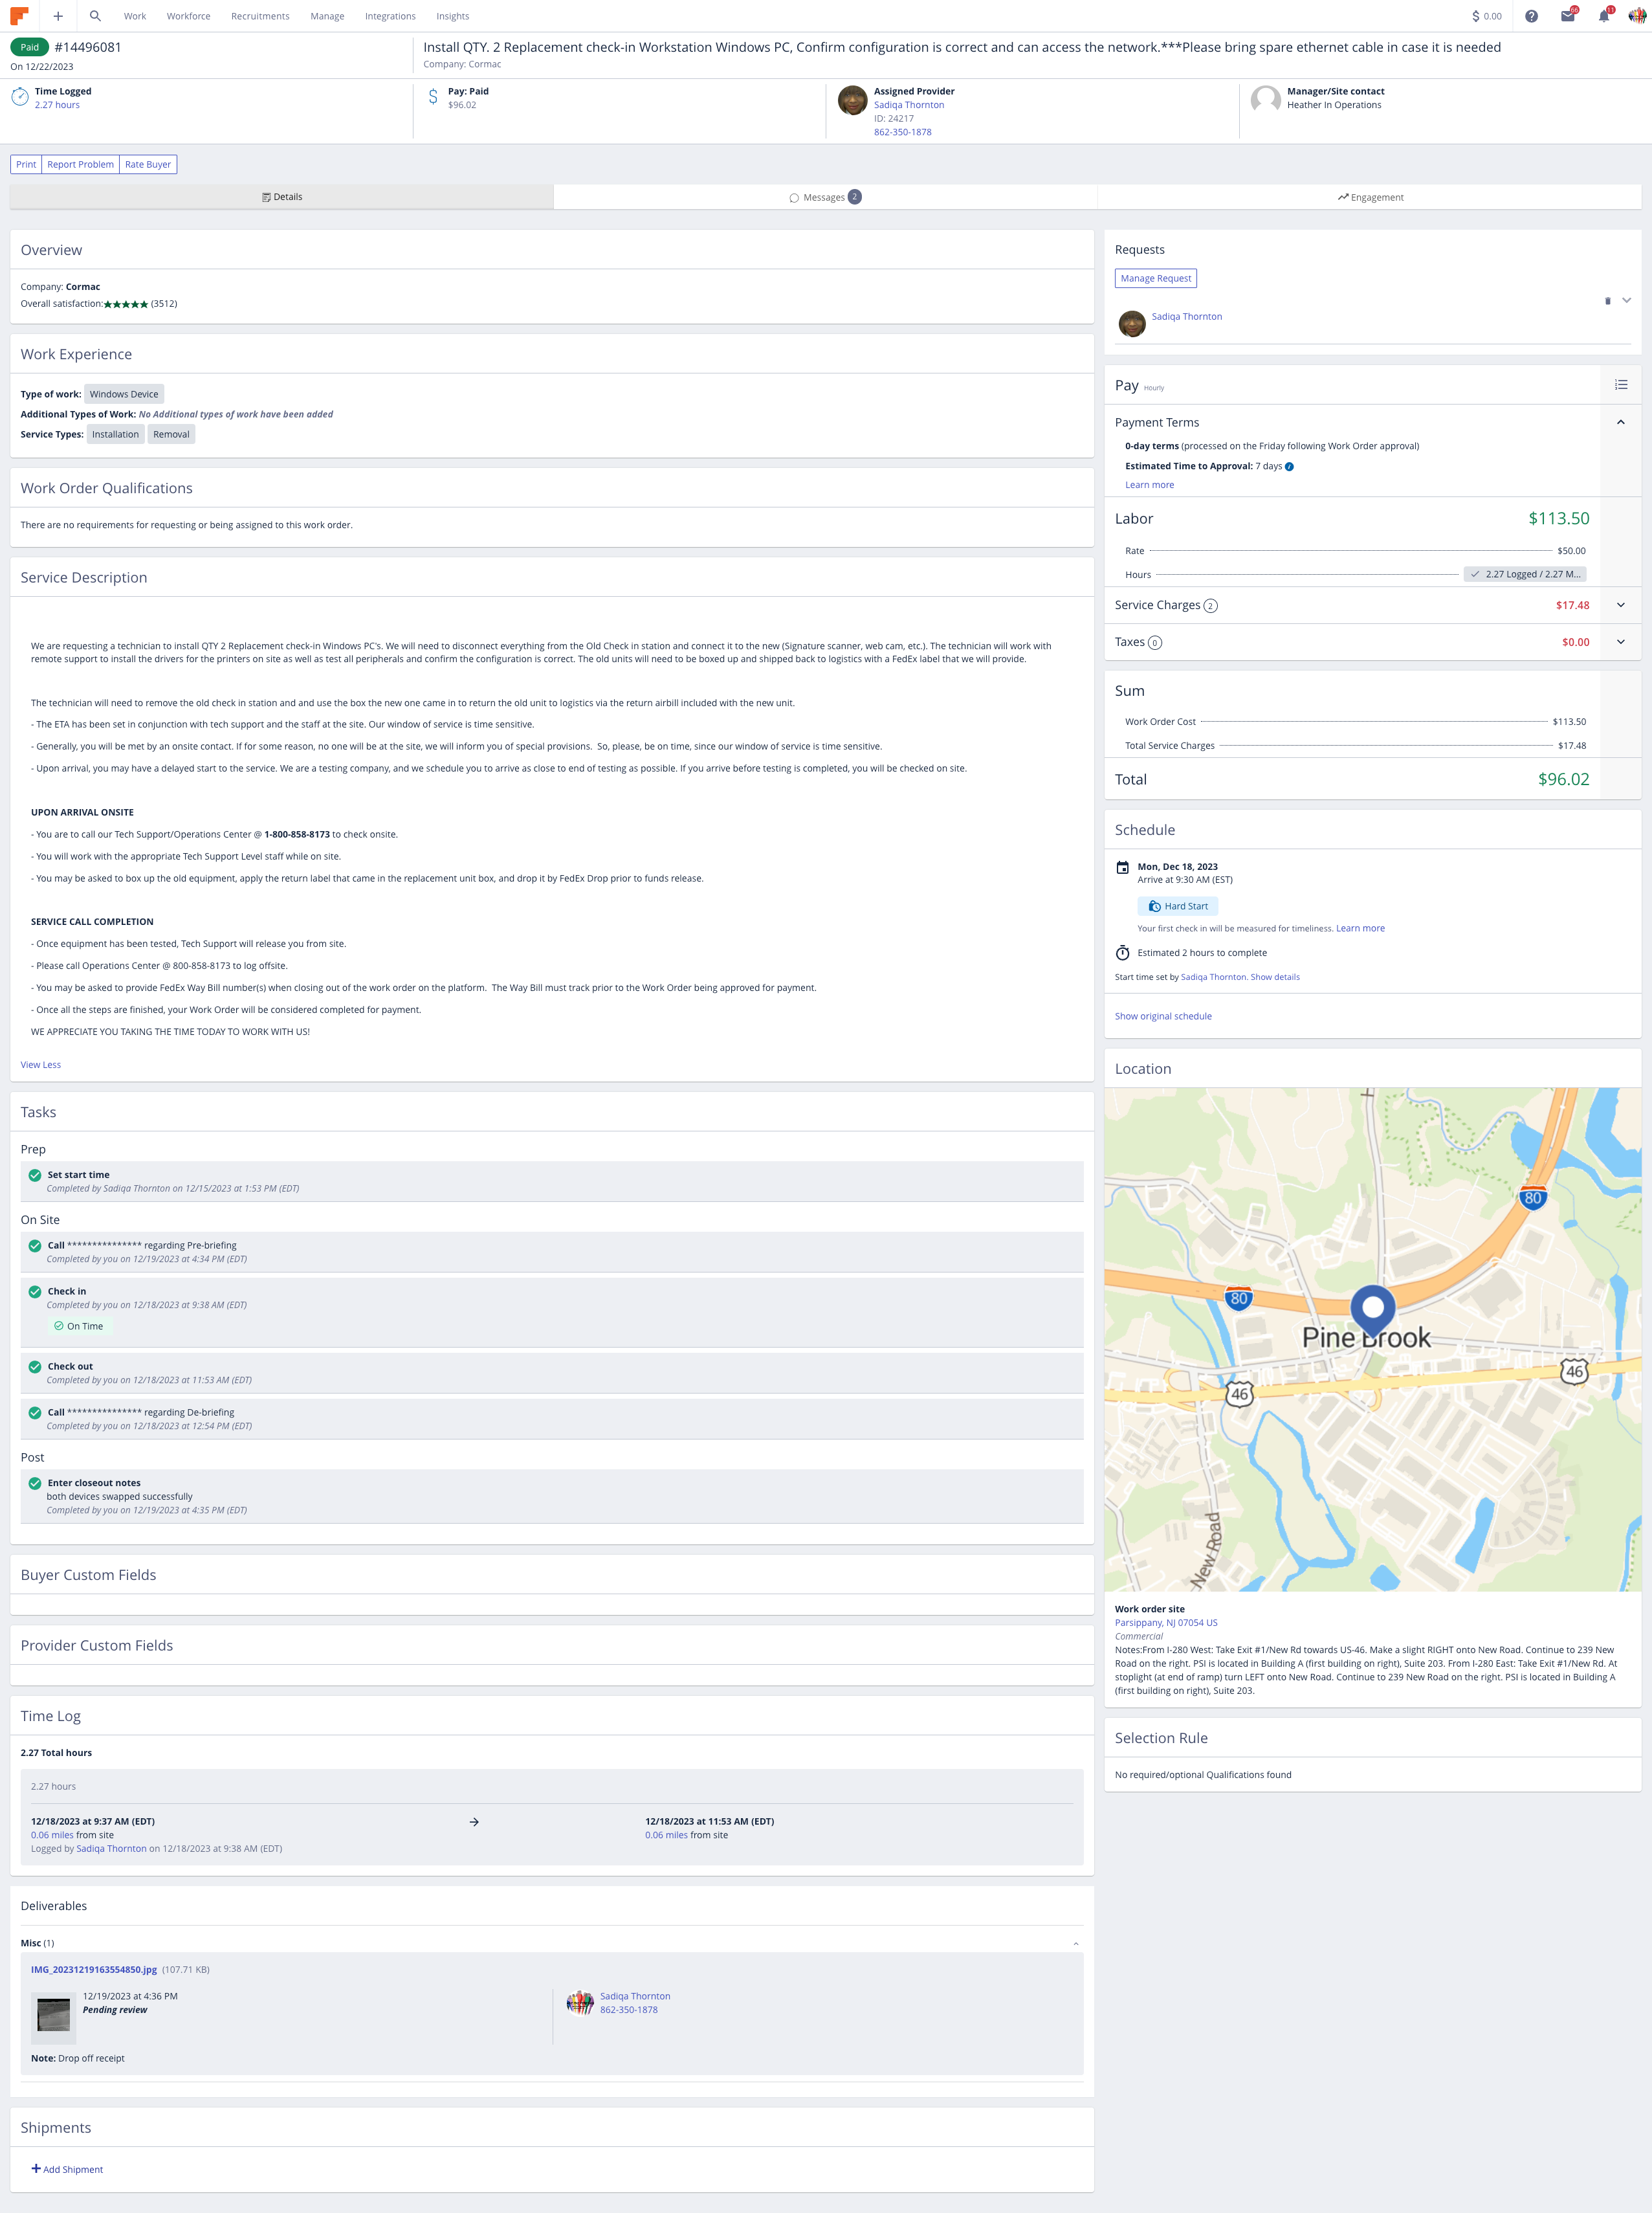 Work
Workforce
Recruitments
Manage
Integrations
Insights
$ 0.00
66
11
Paid #14496081
On 12/22/2023
Install QTY. 2 Replacement check-in Workstation Windows PC, Confirm configuration is correct and can access the network.***Please bring spare ethernet cable in case it is needed
Company: Cormac
Time Logged
2.27 hours
Pay: Paid
$96.02
Assigned Provider
Sadiqa Thornton
ID: 24217
862-350-1878
Manager/Site contact
Heather In Operations
Print
Report Problem
Rate Buyer
Details
Messages 2
Engagement
Overview
Company: Cormac
Overall satisfaction:★★★★★ (3512)
Work Experience
Type of work: Windows Device
Additional Types of Work: No Additional types of work have been added
Service Types: Installation Removal
Work Order Qualifications
There are no requirements for requesting or being assigned to this work order.
Service Description
We are requesting a technician to install QTY 2 Replacement check-in Windows PC's. We will need to disconnect everything from the Old Check in station and connect it to the new (Signature scanner, web cam, etc.). The technician will work with
remote support to install the drivers for the printers on site as well as test all peripherals and confirm the configuration is correct. The old units will need to be boxed up and shipped back to logistics with a FedEx label that we will provide.
The technician will need to remove the old check in station and and use the box the new one came in to return the old unit to logistics via the return airbill included with the new unit.
- The ETA has been set in conjunction with tech support and the staff at the site. Our window of service is time sensitive.
- Generally, you will be met by an onsite contact. If for some reason, no one will be at the site, we will inform you of special provisions.  So, please, be on time, since our window of service is time sensitive.
- Upon arrival, you may have a delayed start to the service. We are a testing company, and we schedule you to arrive as close to end of testing as possible. If you arrive before testing is completed, you will be checked on site.
UPON ARRIVAL ONSITE
- You are to call our Tech Support/Operations Center @ 1-800-858-8173 to check onsite.
- You will work with the appropriate Tech Support Level staff while on site.
- You may be asked to box up the old equipment, apply the return label that came in the replacement unit box, and drop it by FedEx Drop prior to funds release.
SERVICE CALL COMPLETION
- Once equipment has been tested, Tech Support will release you from site.
- Please call Operations Center @ 800-858-8173 to log offsite.
- You may be asked to provide FedEx Way Bill number(s) when closing out of the work order on the platform.  The Way Bill must track prior to the Work Order being approved for payment.
- Once all the steps are finished, your Work Order will be considered completed for payment.
WE APPRECIATE YOU TAKING THE TIME TODAY TO WORK WITH US!
View Less
Tasks
Prep
Set start time
Completed by Sadiqa Thornton on 12/15/2023 at 1:53 PM (EDT)
On Site
Call *************** regarding Pre-briefing
Completed by you on 12/19/2023 at 4:34 PM (EDT)
Check in
Completed by you on 12/18/2023 at 9:38 AM (EDT)
On Time
Check out
Completed by you on 12/18/2023 at 11:53 AM (EDT)
Call *************** regarding De-briefing
Completed by you on 12/18/2023 at 12:54 PM (EDT)
Post
Enter closeout notes
both devices swapped successfully
Completed by you on 12/19/2023 at 4:35 PM (EDT)
Buyer Custom Fields
Provider Custom Fields
Time Log
2.27 Total hours
2.27 hours
12/18/2023 at 9:37 AM (EDT)
0.06 miles from site
Logged by Sadiqa Thornton on 12/18/2023 at 9:38 AM (EDT)
12/18/2023 at 11:53 AM (EDT)
0.06 miles from site
Deliverables
Misc (1)
IMG_20231219163554850.jpg (107.71 KB)
12/19/2023 at 4:36 PM
Pending review
Sadiqa Thornton
862-350-1878
Note: Drop off receipt
Shipments
+ Add Shipment
Requests
Manage Request
Sadiqa Thornton
Pay Hourly
Payment Terms
0-day terms (processed on the Friday following Work Order approval)
Estimated Time to Approval: 7 days
Learn more
Labor $113.50
Rate $50.00
Hours 2.27 Logged / 2.27 M...
Service Charges 2 $17.48
Taxes 0 $0.00
Sum
Work Order Cost $113.50
Total Service Charges $17.48
Total $96.02
Schedule
Mon, Dec 18, 2023
Arrive at 9:30 AM (EST)
Hard Start
Your first check in will be measured for timeliness. Learn more
Estimated 2 hours to complete
Start time set by Sadiqa Thornton. Show details
Show original schedule
Location
80
80
Pine Brook
46
46
New Road
Work order site
Parsippany, NJ 07054 US
Commercial
Notes:From I-280 West: Take Exit #1/New Rd towards US-46. Make a slight RIGHT onto New Road. Continue to 239 New
Road on the right. PSI is located in Building A (first building on right), Suite 203. From I-280 East: Take Exit #1/New Rd. At
stoplight (at end of ramp) turn LEFT onto New Road. Continue to 239 New Road on the right. PSI is located in Building A
(first building on right), Suite 203.
Selection Rule
No required/optional Qualifications found